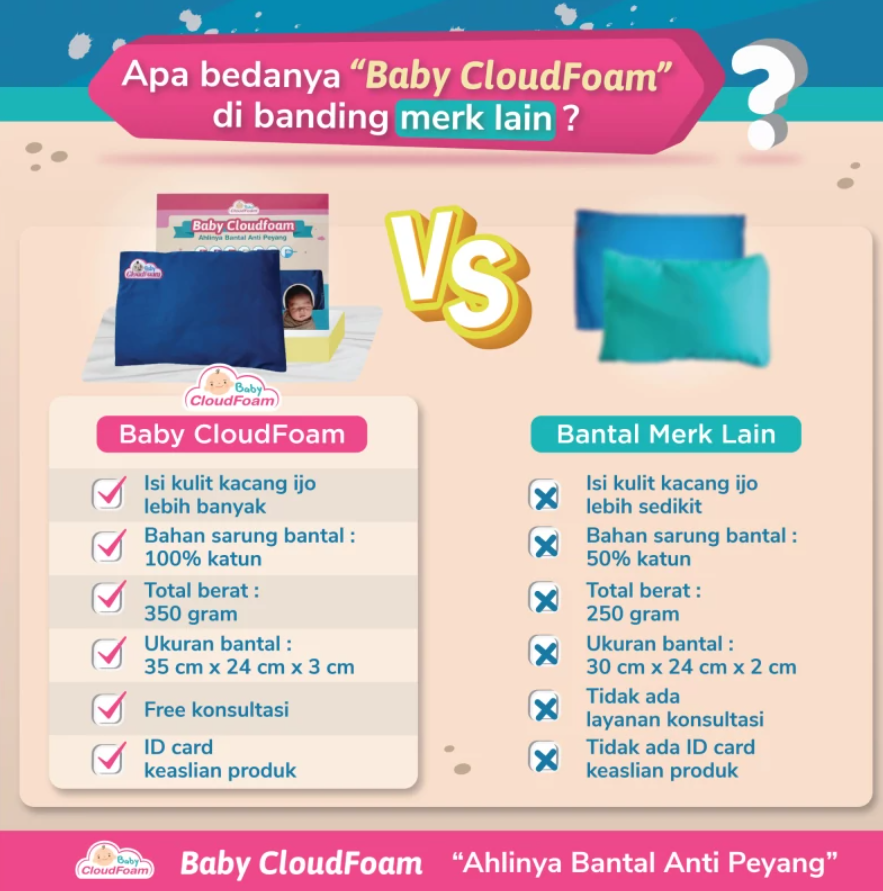 Apa bedanya “Baby CloudFoam”
di banding merk lain ?
?
Baby Cloudfoam
Ahlinya Bantal Anti Peyang
Baby
CloudFoam
VS
Baby
CloudFoam
Baby CloudFoam
Isi kulit kacang ijo
lebih banyak
Bahan sarung bantal :
100% katun
Total berat :
350 gram
Ukuran bantal :
35 cm x 24 cm x 3 cm
Free konsultasi
ID card
keaslian produk
Bantal Merk Lain
Isi kulit kacang ijo
lebih sedikit
Bahan sarung bantal :
50% katun
Total berat :
250 gram
Ukuran bantal :
30 cm x 24 cm x 2 cm
Tidak ada
layanan konsultasi
Tidak ada ID card
keaslian produk
Baby
CloudFoam
Baby CloudFoam “Ahlinya Bantal Anti Peyang”